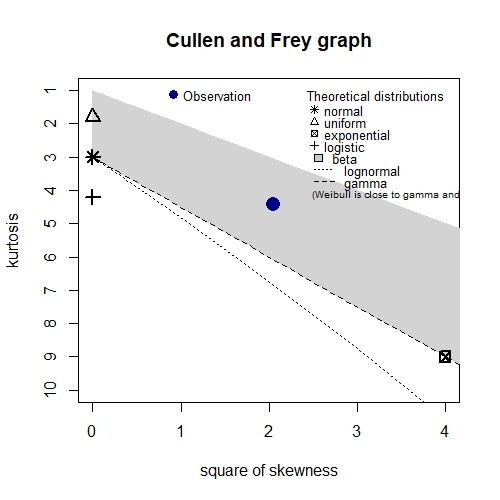 Cullen and Frey graph
Observation
Theoretical distributions
normal
uniform
exponential
logistic
beta
lognormal
gamma
(Weibull is close to gamma and
kurtosis
1
2
3
4
5
6
7
8
9
10
0 1 2 3 4
square of skewness